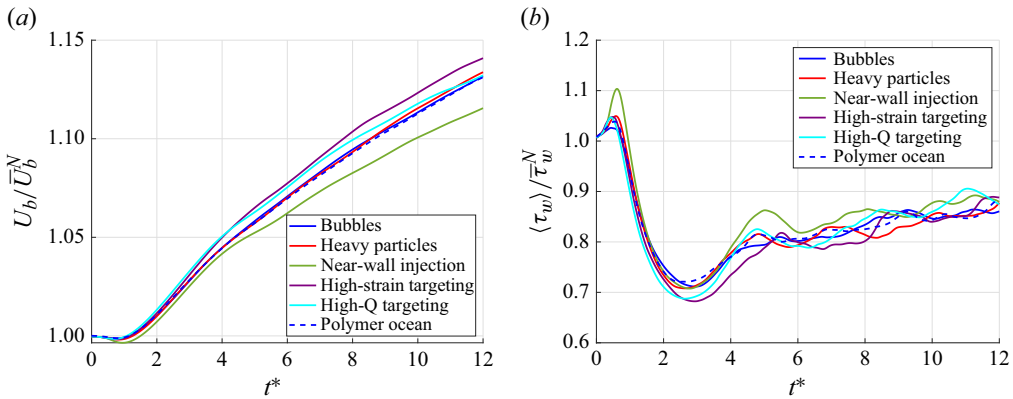 (a)
1.15
1.10
1.05
1.00
U_b/Ū_b^N
0 2 4 6 8 10 12
t*
Bubbles
Heavy particles
Near-wall injection
High-strain targeting
High-Q targeting
Polymer ocean
(b)
1.2
1.1
1.0
0.9
0.8
0.7
0.6
⟨τ_w⟩/τ̄_w^N
0 2 4 6 8 10 12
t*
Bubbles
Heavy particles
Near-wall injection
High-strain targeting
High-Q targeting
Polymer ocean